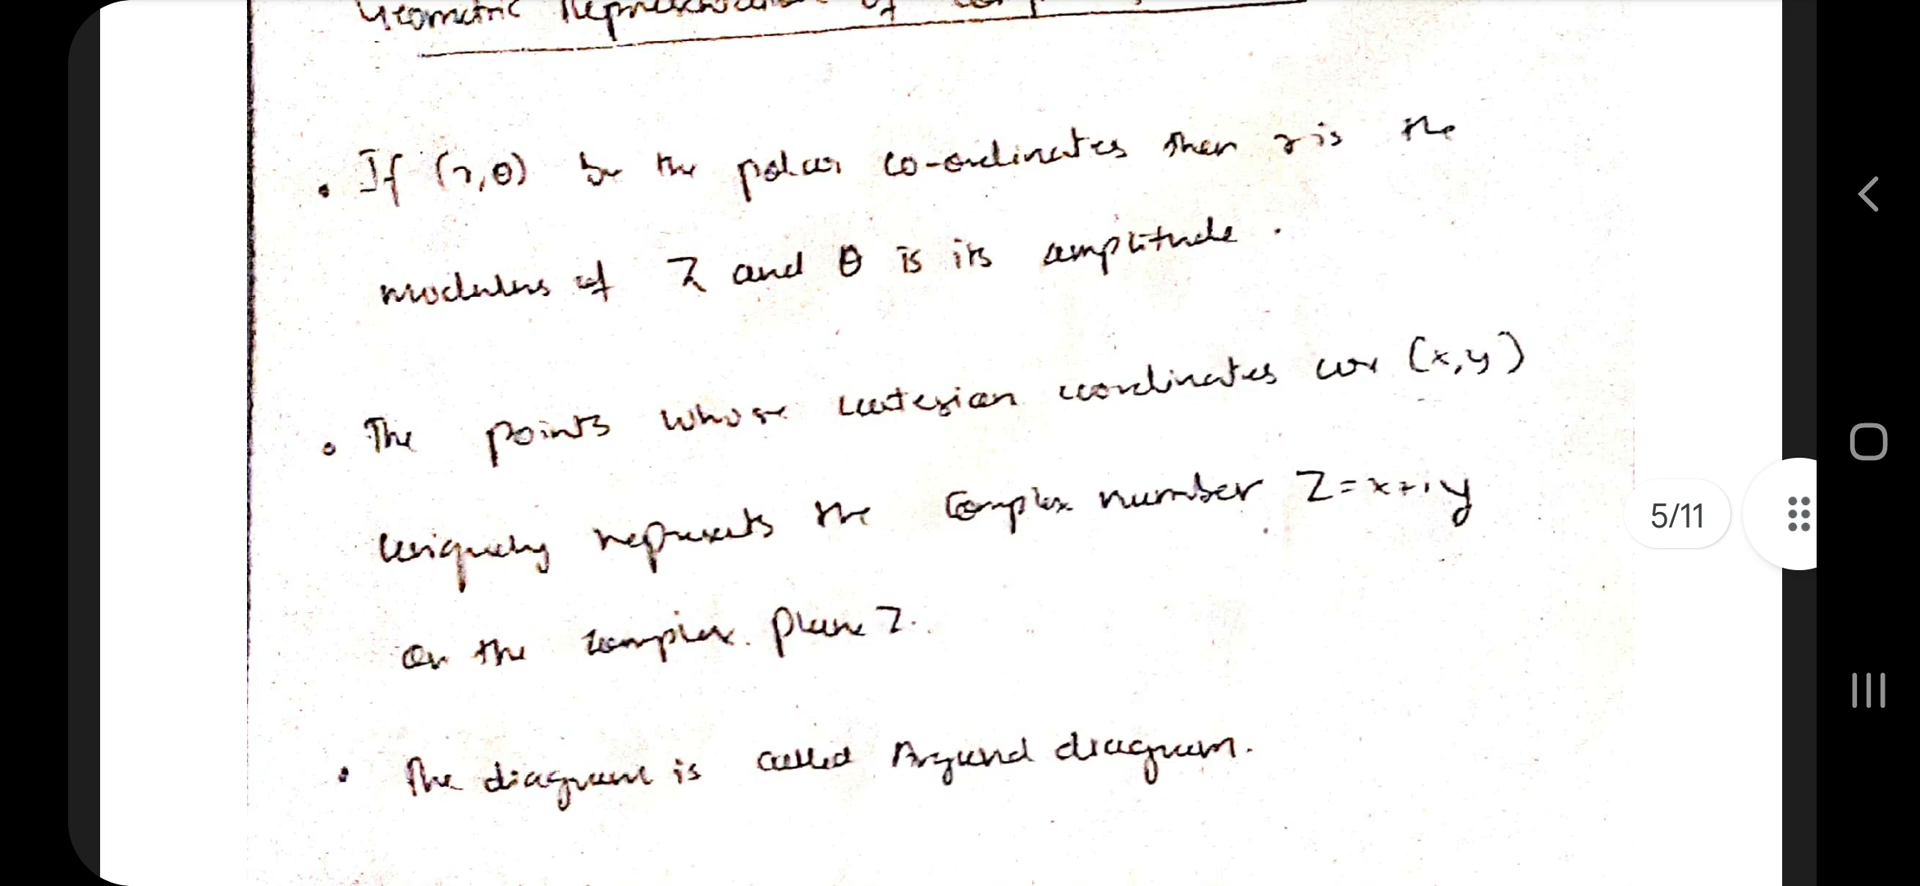 Geometric Representation of
• If (r,θ) be the polar co-ordinates then r is the
modulus of Z and θ is its amplitude.
• The points whose cartesian coordinates are (x,y)
uniquely represents the complex number Z=x+iy
on the complex plane Z.
• The diagram is called Argand diagram.
5/11